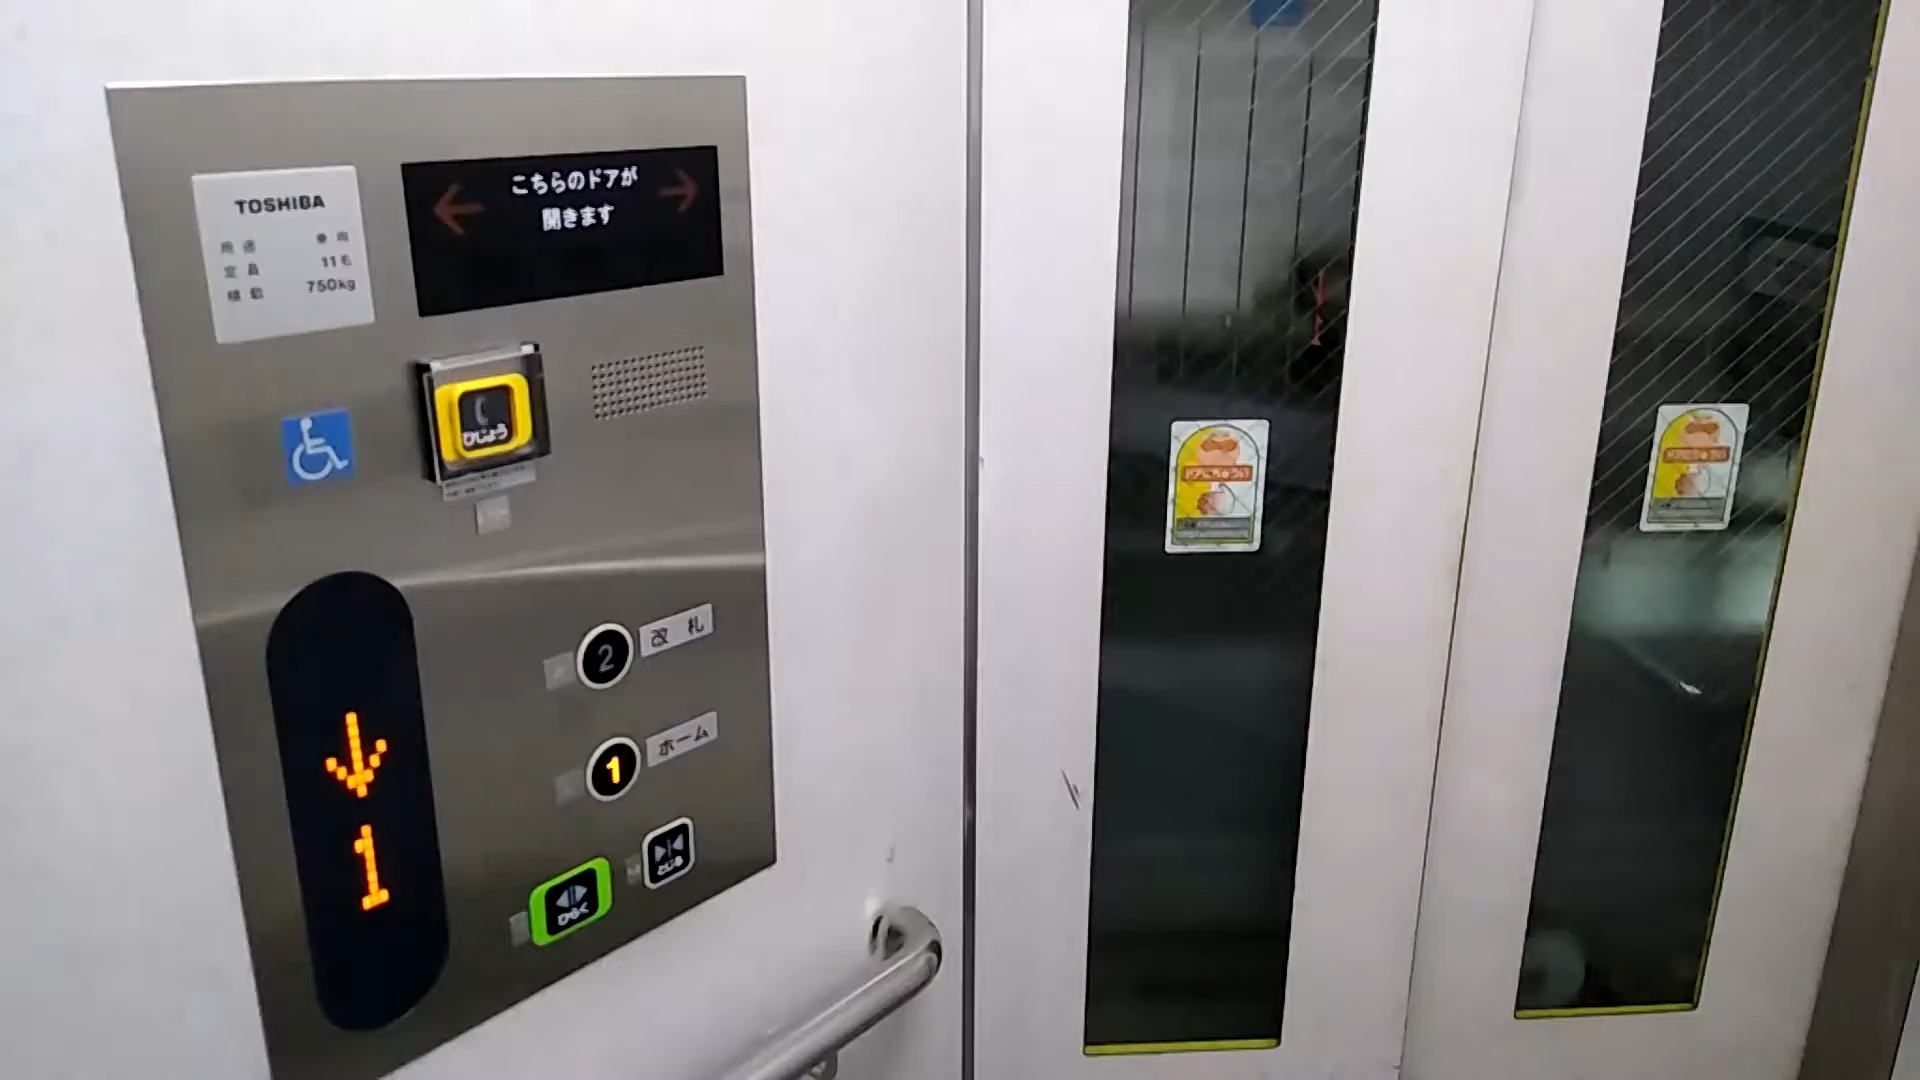 TOSHIBA
用途 乗用
定員 11名
積載 750kg
こちらのドアが
開きます
ひじょう
2 改札
1 ホーム
1
ひらく
とじる